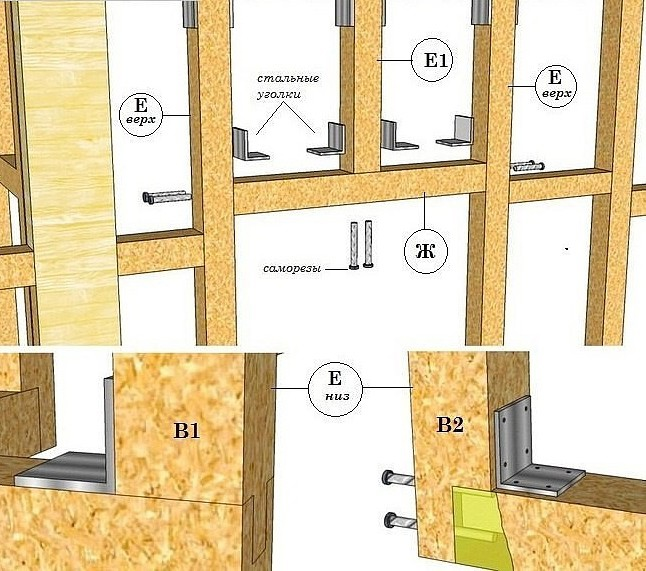 Е1
стальные
уголки
Е
верх
Е
верх
Ж
саморезы
Е
низ
В1
В2